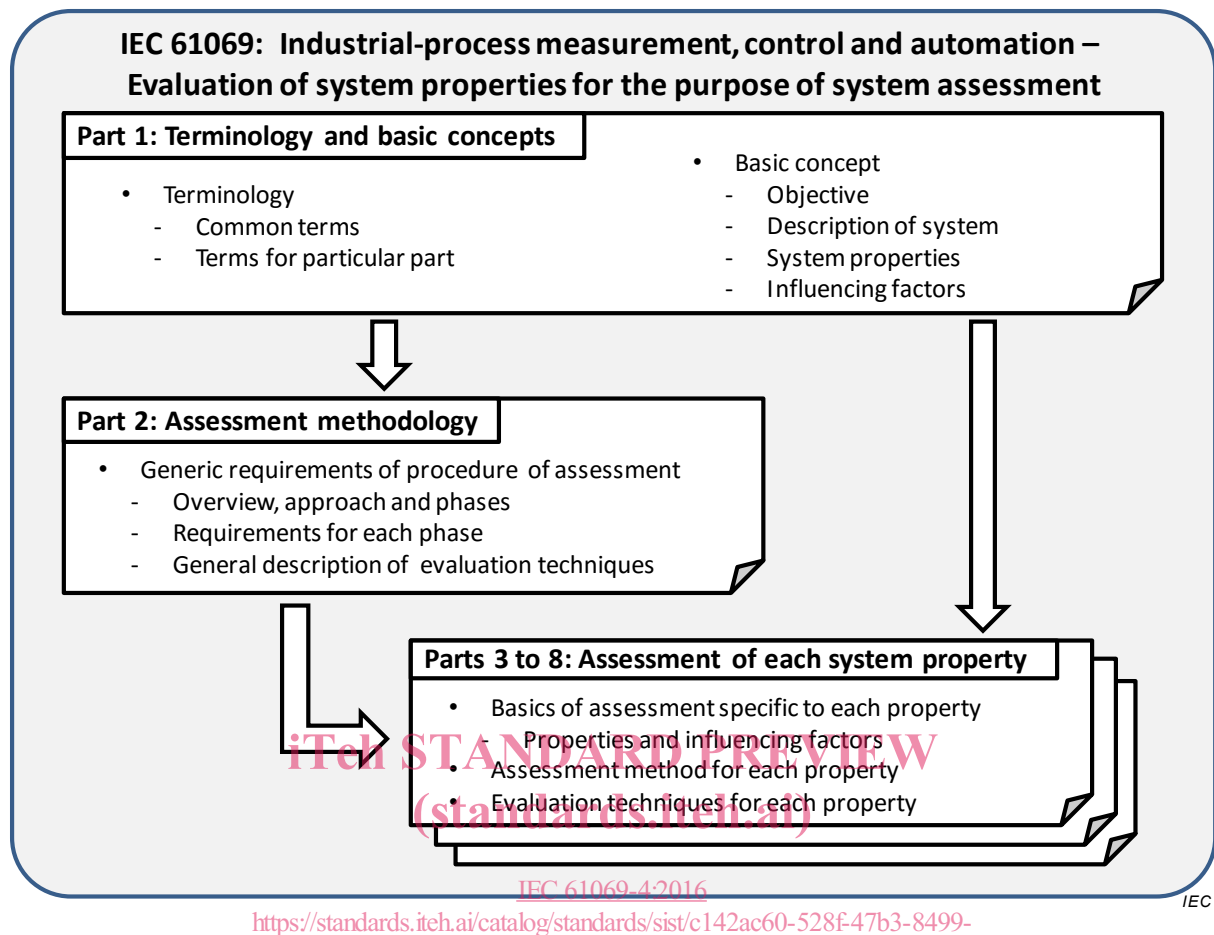 IEC 61069: Industrial-process measurement, control and automation –
Evaluation of system properties for the purpose of system assessment
Part 1: Terminology and basic concepts
• Terminology
- Common terms
- Terms for particular part
• Basic concept
- Objective
- Description of system
- System properties
- Influencing factors
Part 2: Assessment methodology
• Generic requirements of procedure of assessment
- Overview, approach and phases
- Requirements for each phase
- General description of evaluation techniques
Parts 3 to 8: Assessment of each system property
• Basics of assessment specific to each property
- Properties and influencing factors
• Assessment method for each property
• Evaluation techniques for each property
iTeh STANDARD PREVIEW
(standards.iteh.ai)
IEC 61069-4:2016
IEC
https://standards.iteh.ai/catalog/standards/sist/c142ac60-528f-47b3-8499-